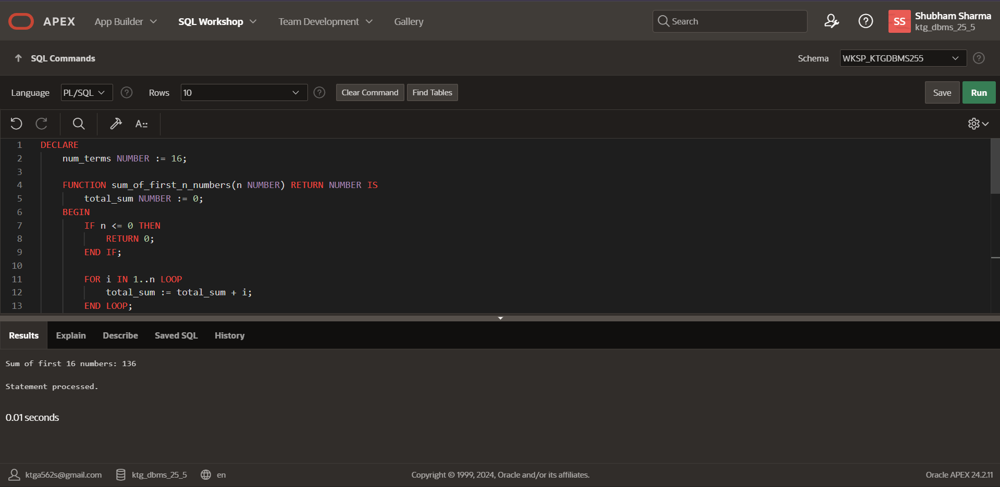 APEX App Builder SQL Workshop Team Development Gallery Search SS Shubham Sharma
ktg_dbms_25_5
SQL Commands Schema WKSP_KTGDBMS255 ?
Language PL/SQL ? Rows 10 ? Clear Command Find Tables Save Run
A
1 DECLARE
2 num_terms NUMBER := 16;
3
4 FUNCTION sum_of_first_n_numbers(n NUMBER) RETURN NUMBER IS
5 total_sum NUMBER := 0;
6 BEGIN
7 IF n <= 0 THEN
8 RETURN 0;
9 END IF;
10
11 FOR i IN 1..n LOOP
12 total_sum := total_sum + i;
13 END LOOP;
Results Explain Describe Saved SQL History
Sum of first 16 numbers: 136
Statement processed.
0.01 seconds
ktga562s@gmail.com ktg_dbms_25_5 en Copyright © 1999, 2024, Oracle and/or its affiliates. Oracle APEX 24.2.11